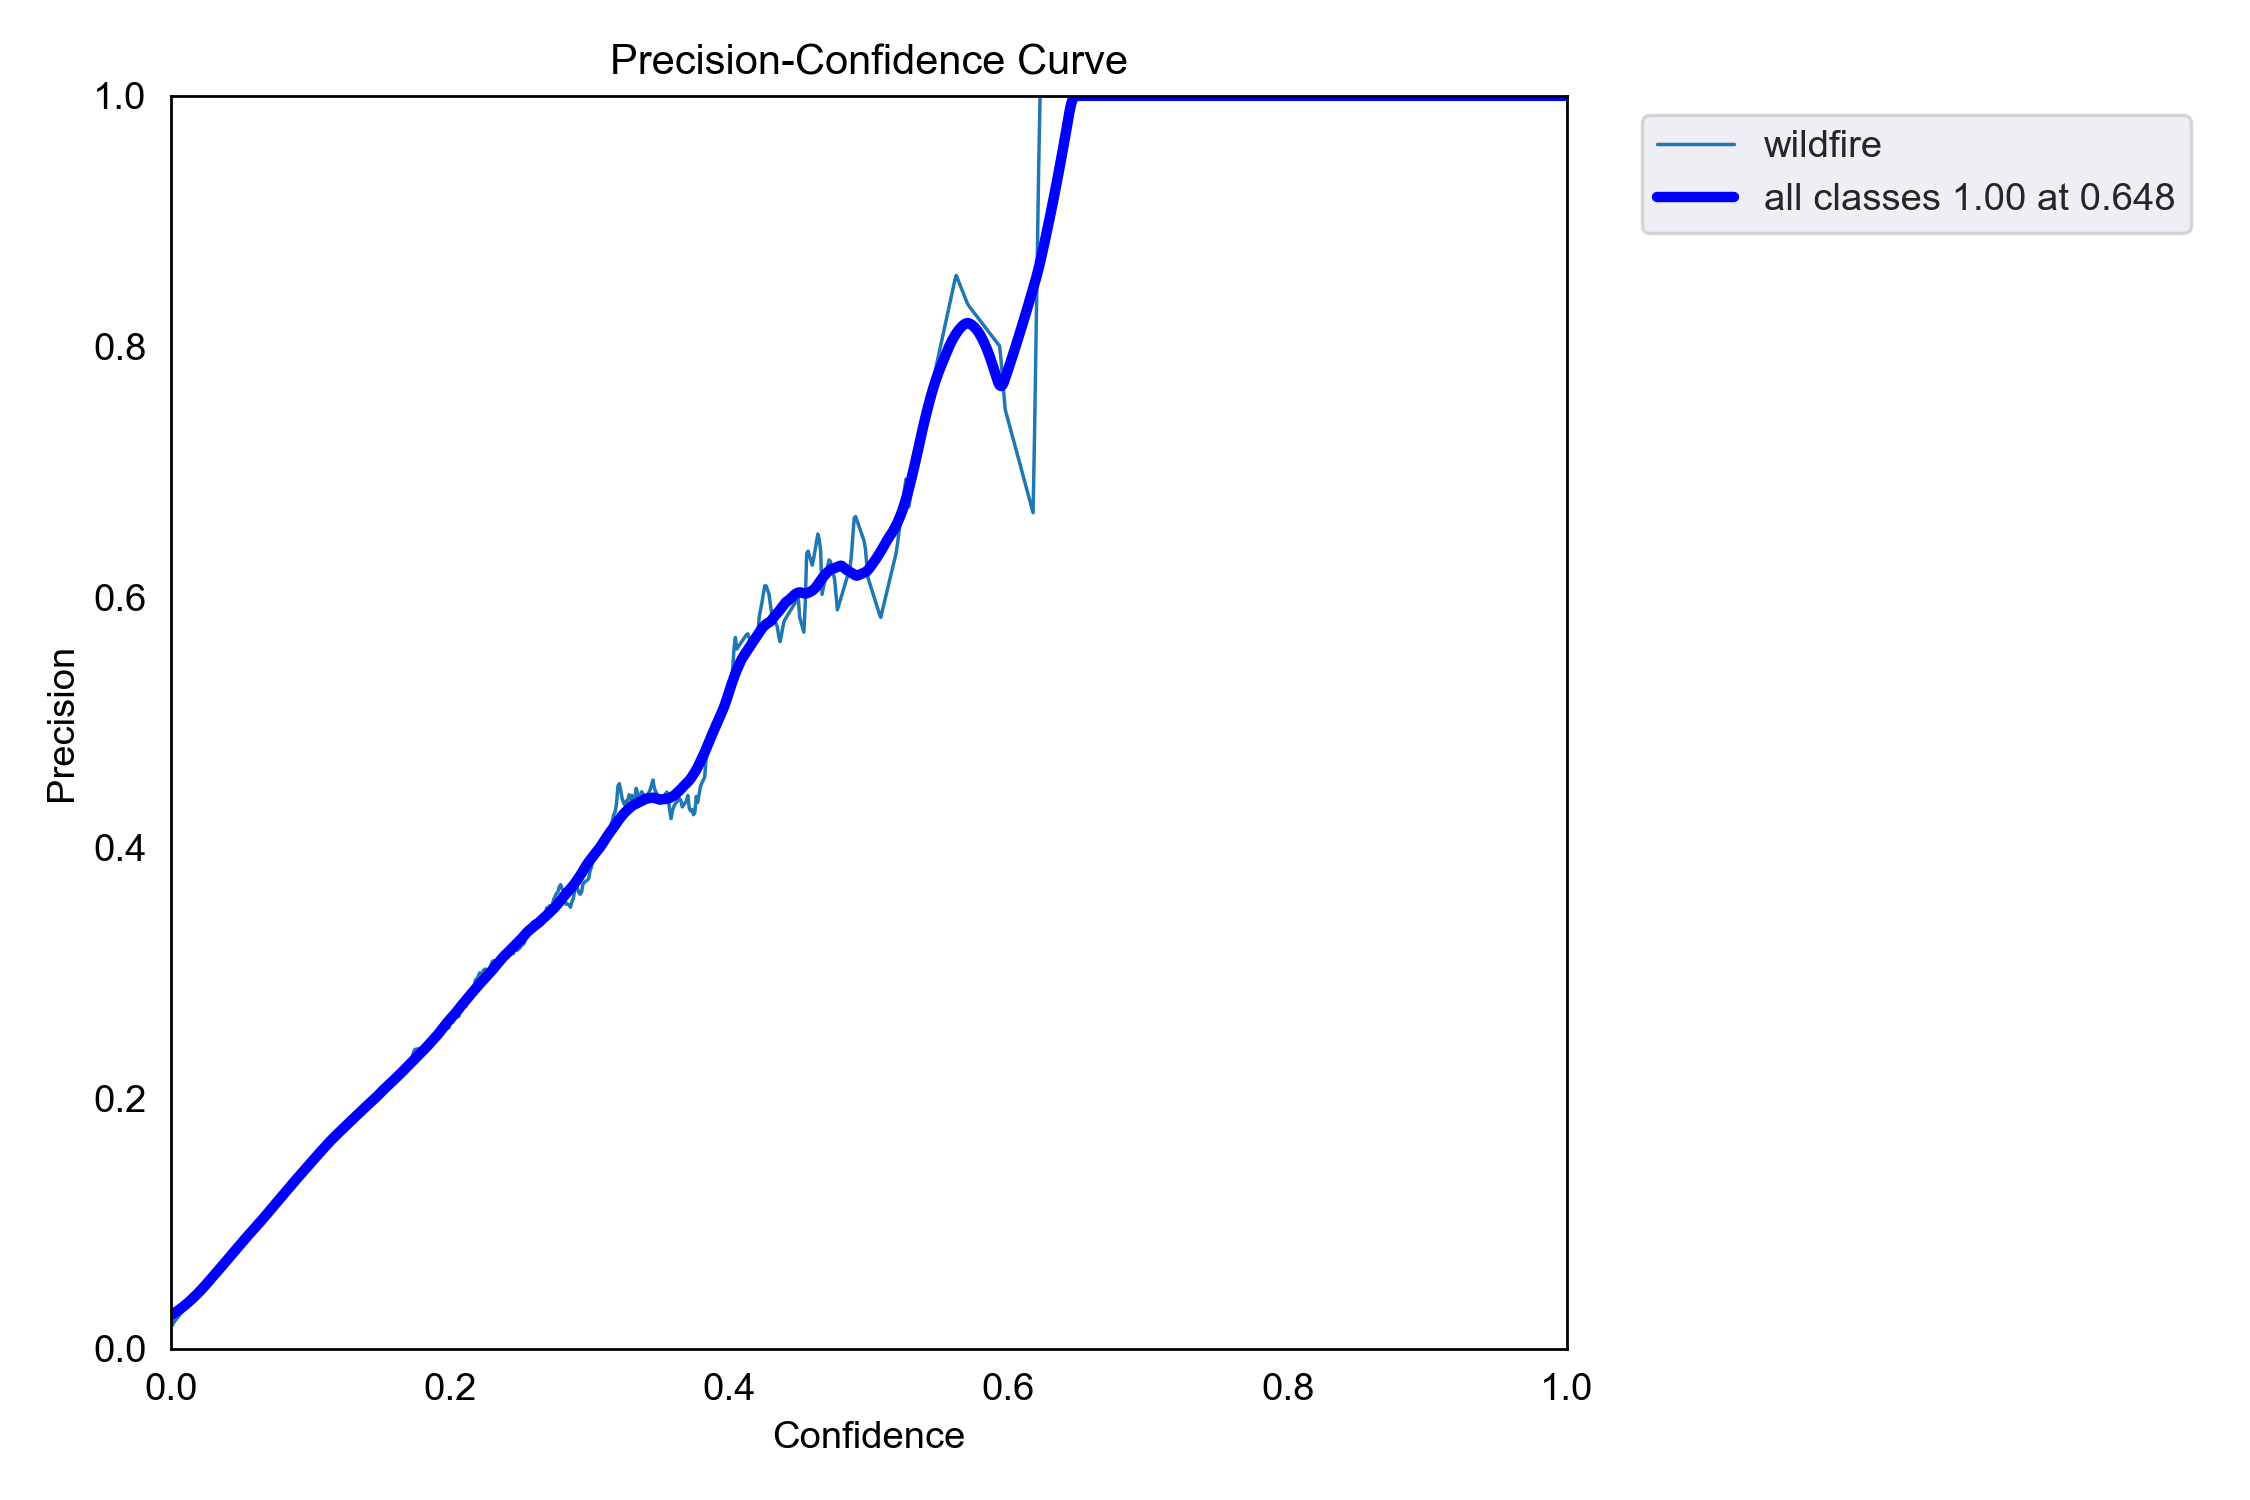 Precision-Confidence Curve
1.0
0.8
0.6
0.4
0.2
0.0
Precision
0.0 0.2 0.4 0.6 0.8 1.0
Confidence
wildfire
all classes 1.00 at 0.648